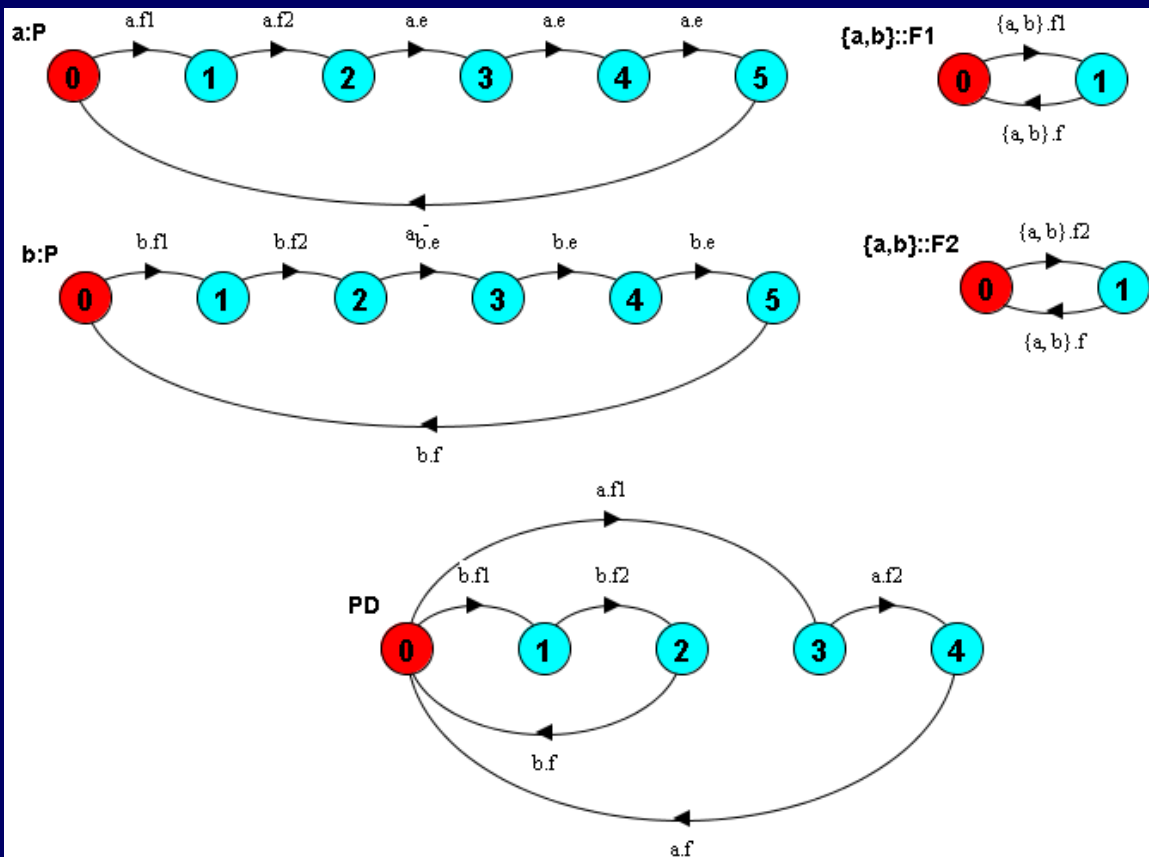 a:P
a.f1 a.f2 a.e a.e a.e
0 1 2 3 4 5
{a,b}::F1
{a, b}.f1
0 1
{a, b}.f
b:P
b.f1 b.f2 b.e b.e b.e
0 1 2 3 4 5
b.f
{a,b}::F2
{a, b}.f2
0 1
{a, b}.f
PD
a.f1
b.f1 b.f2 a.f2
0 1 2 3 4
b.f
a.f